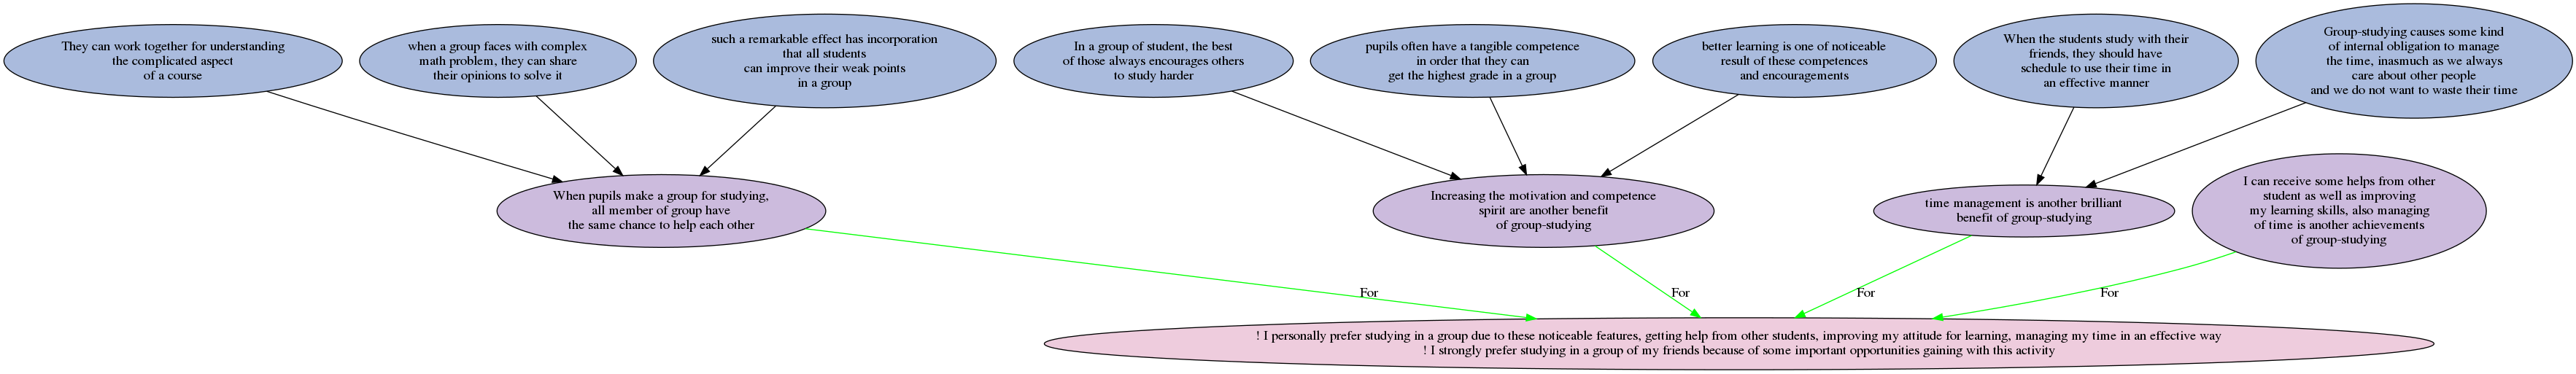 They can work together for understanding
the complicated aspect
of a course
when a group faces with complex
math problem, they can share
their opinions to solve it
such a remarkable effect has incorporation
that all students
can improve their weak points
in a group
In a group of student, the best
of those always encourages others
to study harder
pupils often have a tangible competence
in order that they can
get the highest grade in a group
better learning is one of noticeable
result of these competences
and encouragements
When the students study with their
friends, they should have
schedule to use their time in
an effective manner
Group-studying causes some kind
of internal obligation to manage
the time, inasmuch as we always
care about other people
and we do not want to waste their time
When pupils make a group for studying,
all member of group have
the same chance to help each other
Increasing the motivation and competence
spirit are another benefit
of group-studying
time management is another brilliant
benefit of group-studying
I can receive some helps from other
student as well as improving
my learning skills, also managing
of time is another achievements
of group-studying
For
For
For
For
! I personally prefer studying in a group due to these noticeable features, getting help from other students, improving my attitude for learning, managing my time in an effective way
! I strongly prefer studying in a group of my friends because of some important opportunities gaining with this activity